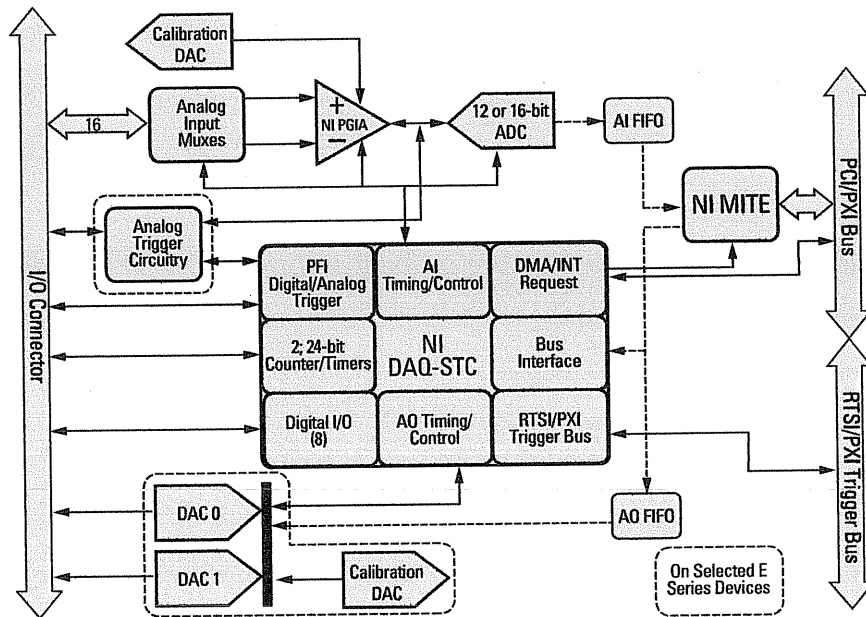 Calibration
DAC
16
Analog
Input
Muxes
+
NI PGIA
−
12 or 16-bit
ADC
AI FIFO
NI MITE
PCI/PXI Bus
Analog
Trigger
Circuitry
I/O Connector
PFI
Digital/Analog
Trigger
AI
Timing/Control
DMA/INT
Request
2; 24-bit
Counter/Timers
NI
DAQ-STC
Bus
Interface
Digital I/O
(8)
AO Timing/
Control
RTSI/PXI
Trigger Bus
RTSI/PXI Trigger Bus
DAC 0
AO FIFO
DAC 1
Calibration
DAC
On Selected E
Series Devices